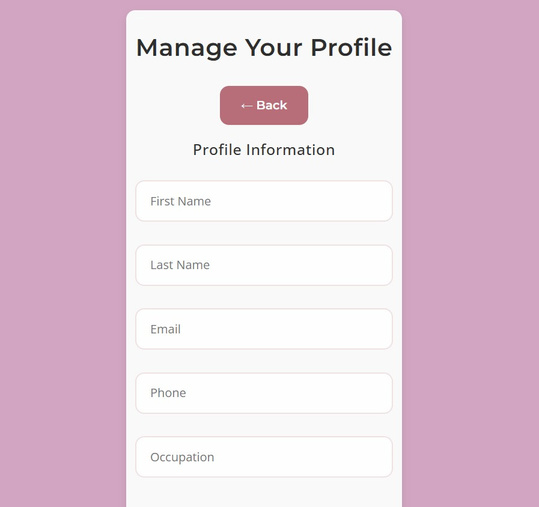 Manage Your Profile
← Back
Profile Information
First Name
Last Name
Email
Phone
Occupation